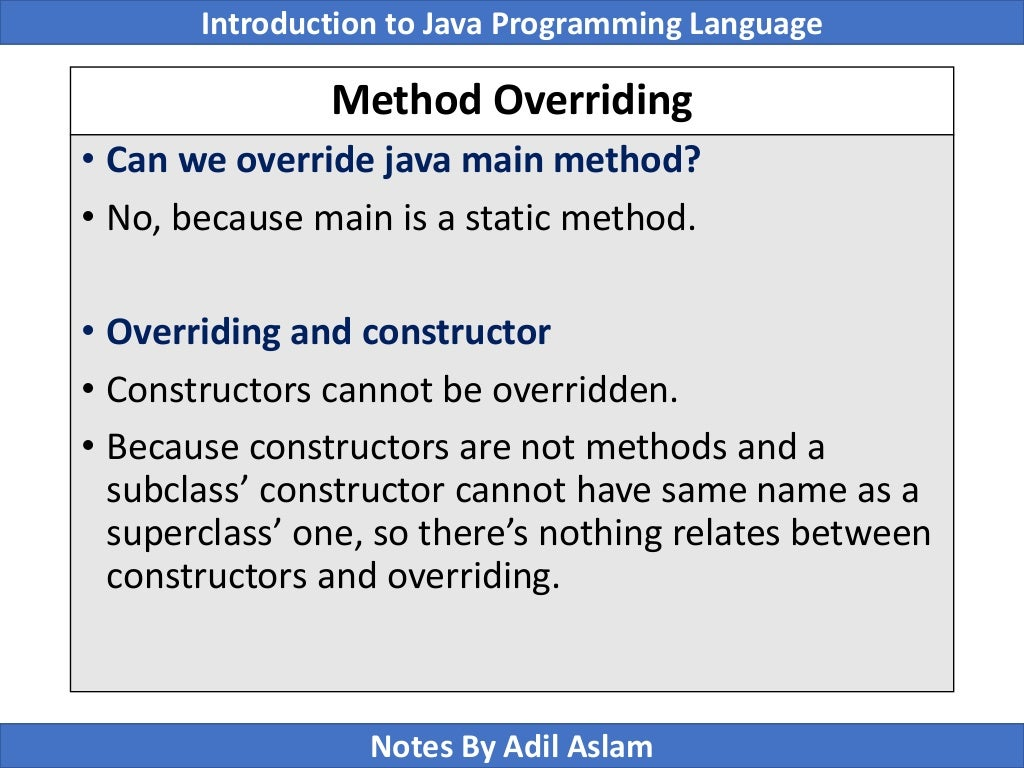 Introduction to Java Programming Language
Method Overriding
• Can we override java main method?
• No, because main is a static method.
• Overriding and constructor
• Constructors cannot be overridden.
• Because constructors are not methods and a
subclass’ constructor cannot have same name as a
superclass’ one, so there’s nothing relates between
constructors and overriding.
Notes By Adil Aslam